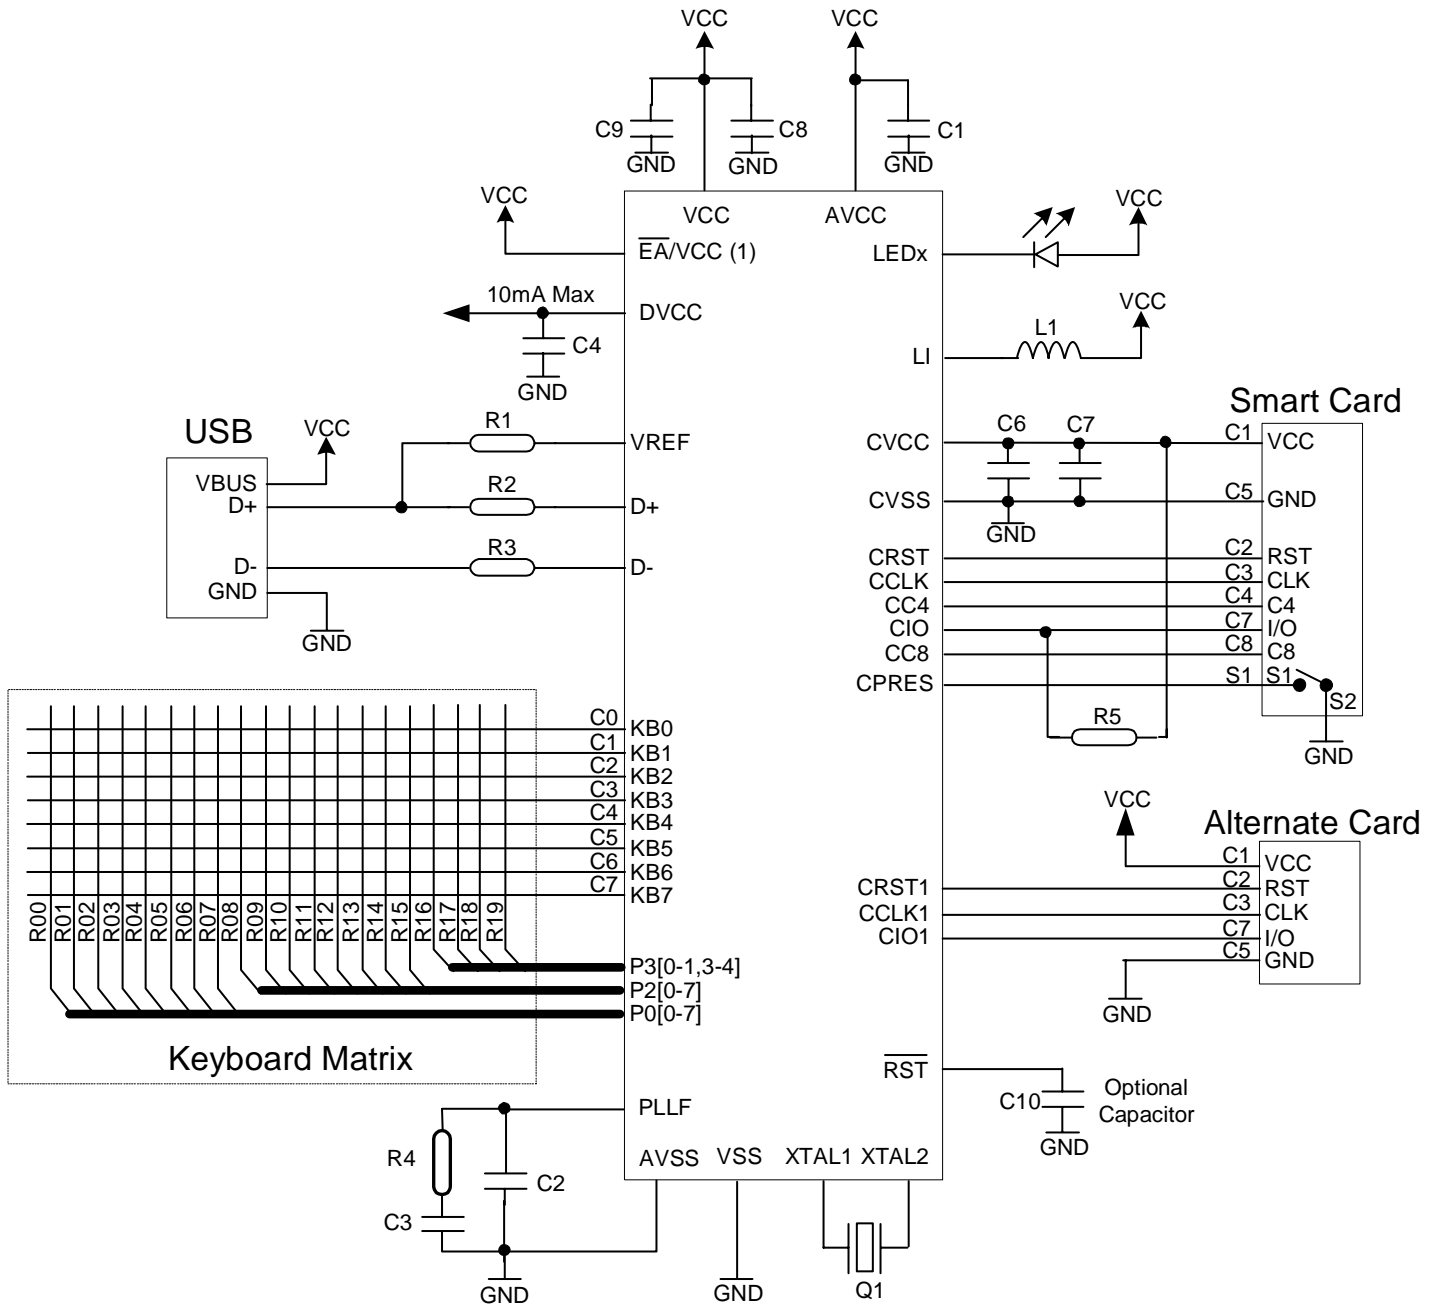 VCC
VCC
C9
C8
C1
GND
GND
GND
VCC
VCC
AVCC
VCC
EA/VCC (1)
LEDx
10mA Max
DVCC
VCC
C4
L1
LI
GND
Smart Card
R1
C6
C7
USB
VCC
VREF
CVCC
C1
VCC
VBUS
R2
D+
D+
CVSS
C5
GND
GND
R3
CRST
C2
RST
D-
D-
CCLK
C3
CLK
GND
CC4
C4
C4
CIO
C7
I/O
GND
CC8
C8
C8
CPRES
S1
S1
S2
R5
GND
C0
KB0
C1
KB1
C2
KB2
C3
KB3
C4
KB4
C5
KB5
C6
KB6
C7
KB7
VCC
Alternate Card
C1
VCC
CRST1
C2
RST
CCLK1
C3
CLK
CIO1
C7
I/O
C5
GND
GND
R00
R01
R02
R03
R04
R05
R06
R07
R08
R09
R10
R11
R12
R13
R14
R15
R16
R17
R18
R19
P3[0-1,3-4]
P2[0-7]
P0[0-7]
Keyboard Matrix
RST
C10
Optional
Capacitor
GND
PLLF
R4
C2
C3
GND
AVSS
VSS
XTAL1
XTAL2
GND
Q1